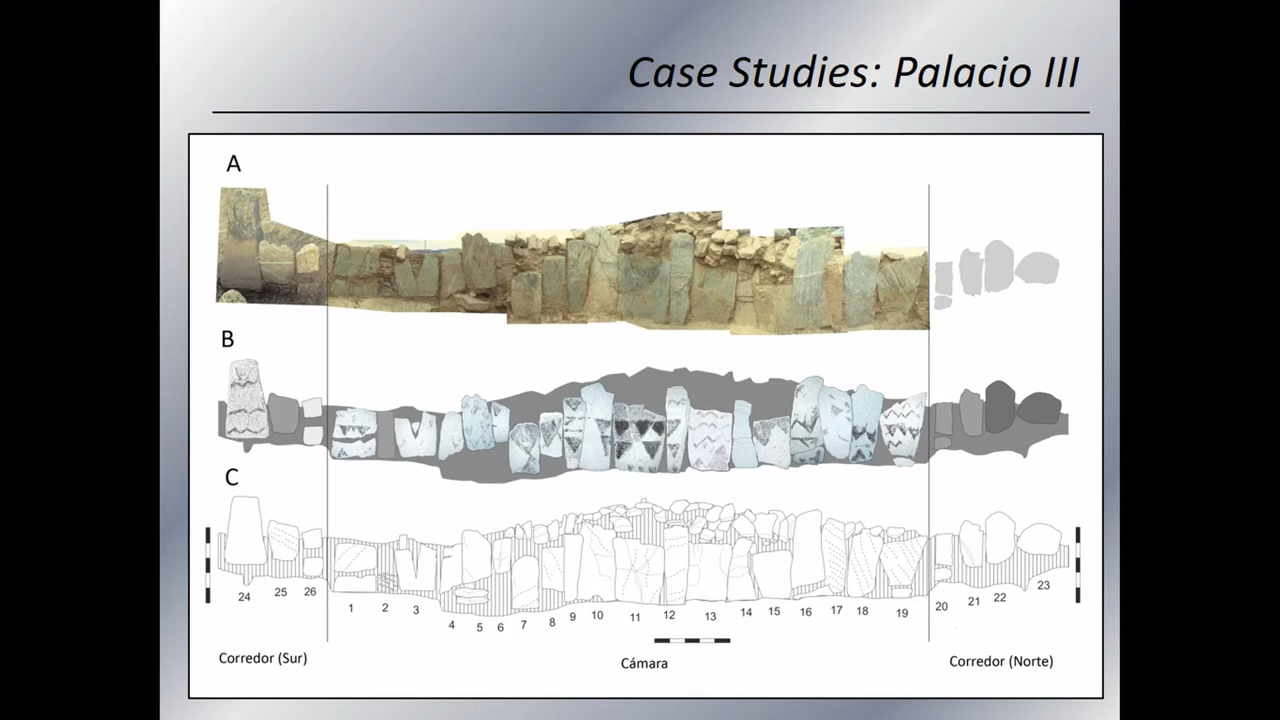 Case Studies: Palacio III
A
B
C
24 25 26 1 2 3 4 5 6 7 8 9 10 11 12 13 14 15 16 17 18 19 20 21 22 23
Corredor (Sur) Cámara Corredor (Norte)